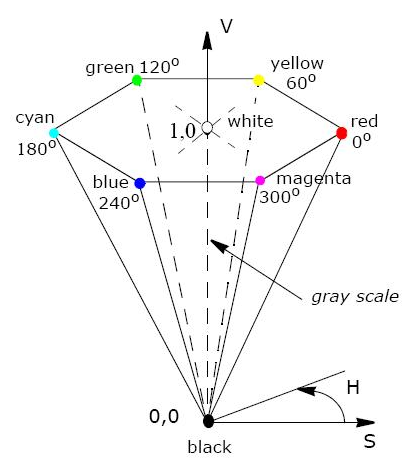 V
green 120°
yellow
60°
cyan
180°
1,0
white
red
0°
blue
240°
magenta
300°
gray scale
H
0,0
S
black